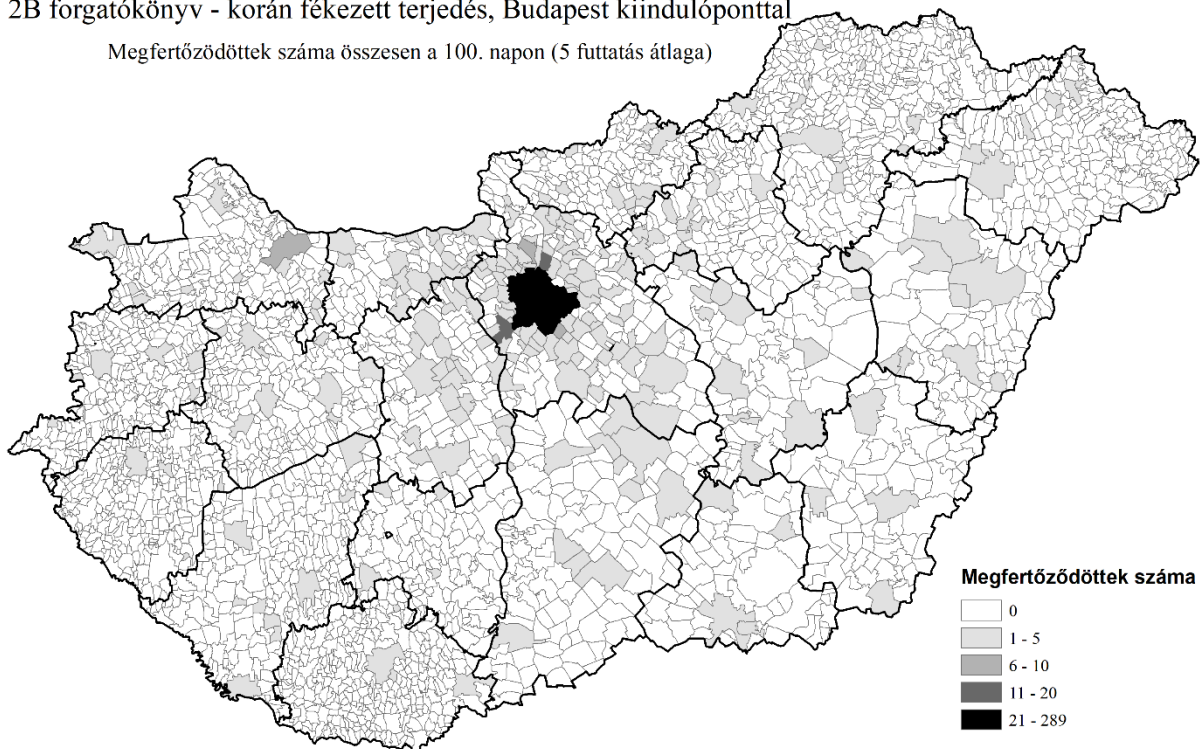 2B forgatókönyv - korán fékezett terjedés, Budapest kiindulóponttal
Megfertőződöttek száma összesen a 100. napon (5 futtatás átlaga)
Megfertőződöttek száma
0
1 - 5
6 - 10
11 - 20
21 - 289